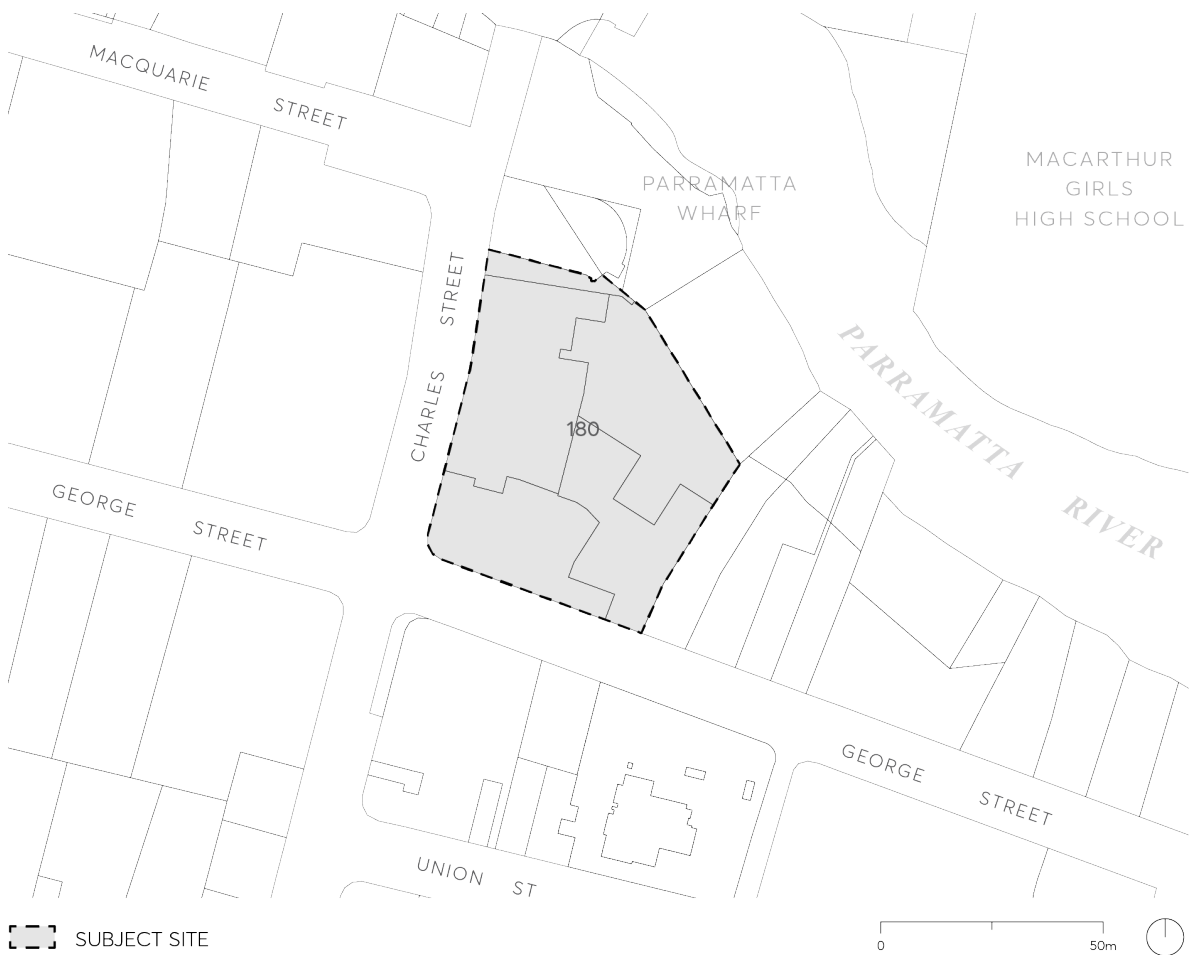 MACQUARIE STREET
MACARTHUR
GIRLS
HIGH SCHOOL
PARRAMATTA
WHARF
CHARLES STREET
PARRAMATTA RIVER
180
GEORGE STREET
GEORGE STREET
UNION ST
SUBJECT SITE
0 50m